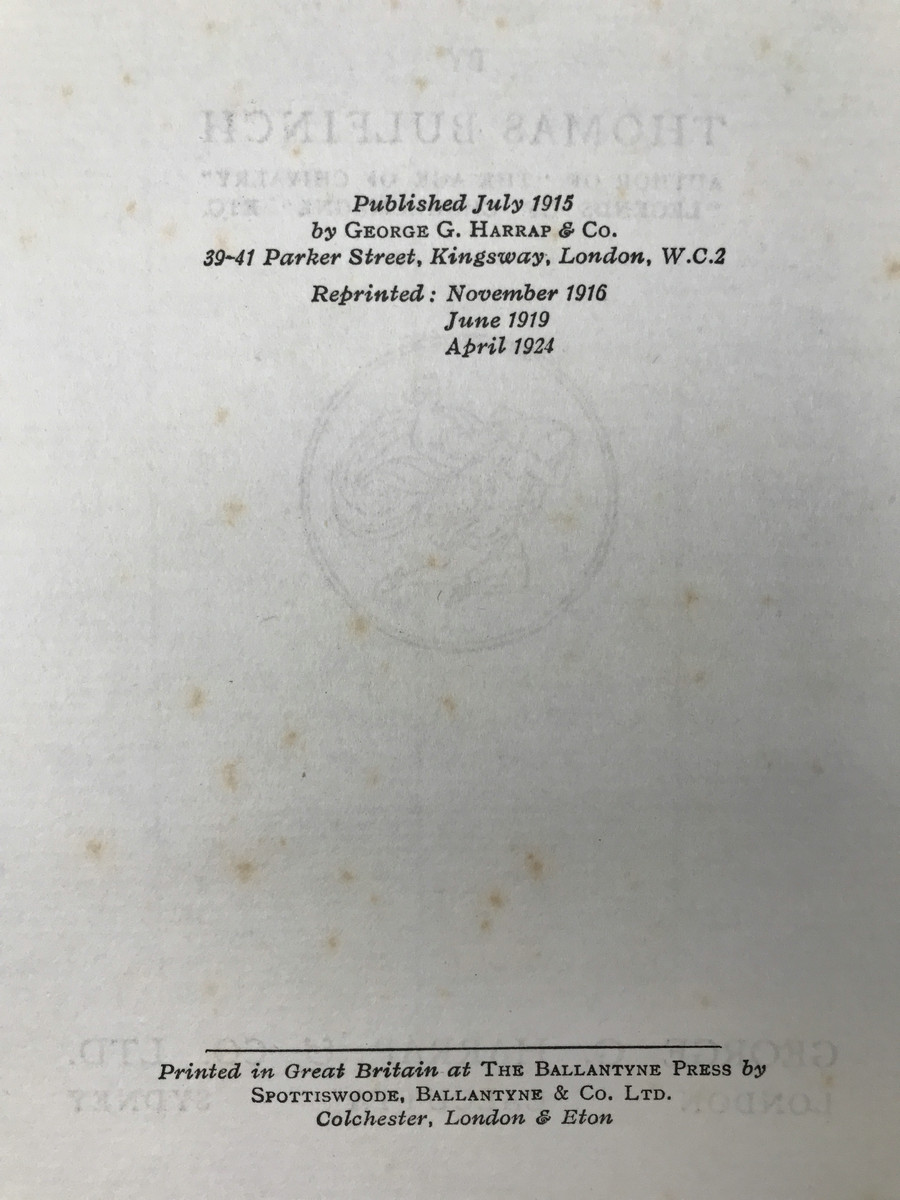 Published July 1915
by GEORGE G. HARRAP & Co.
39-41 Parker Street, Kingsway, London, W.C.2
Reprinted: November 1916
June 1919
April 1924
Printed in Great Britain at THE BALLANTYNE PRESS by
SPOTTISWOODE, BALLANTYNE & Co. LTD.
Colchester, London & Eton